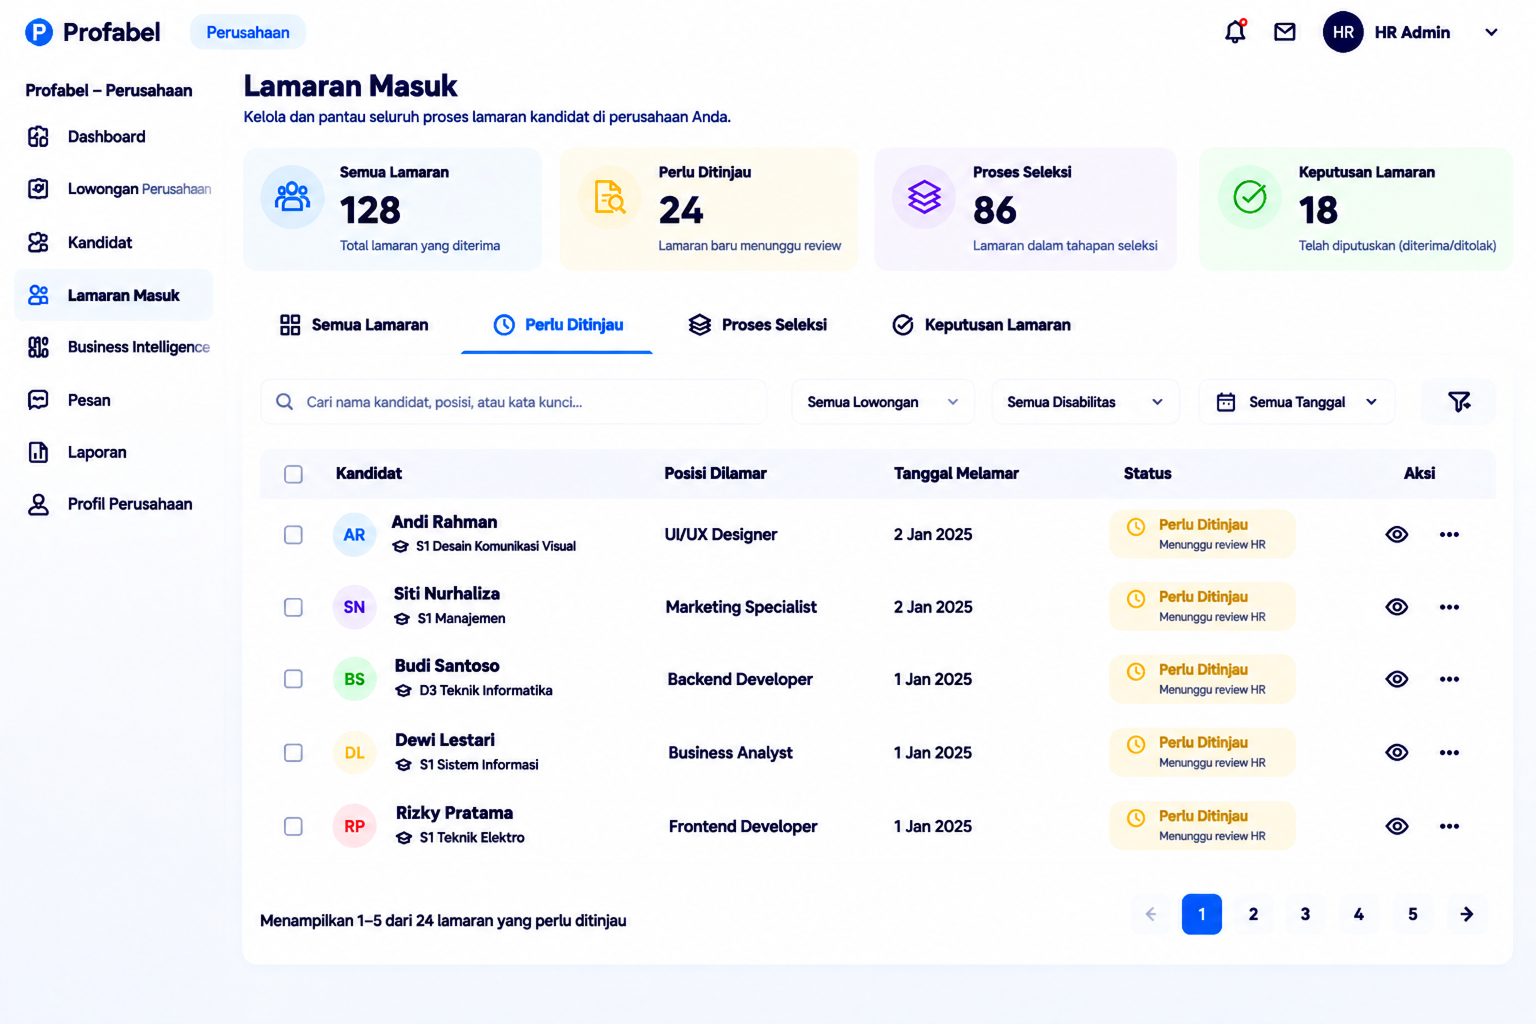 Profabel
Perusahaan
HR
HR Admin
Profabel – Perusahaan
Dashboard
Lowongan Perusahaan
Kandidat
Lamaran Masuk
Business Intelligence
Pesan
Laporan
Profil Perusahaan
Lamaran Masuk
Kelola dan pantau seluruh proses lamaran kandidat di perusahaan Anda.
Semua Lamaran
128
Total lamaran yang diterima
Perlu Ditinjau
24
Lamaran baru menunggu review
Proses Seleksi
86
Lamaran dalam tahapan seleksi
Keputusan Lamaran
18
Telah diputuskan (diterima/ditolak)
Semua Lamaran
Perlu Ditinjau
Proses Seleksi
Keputusan Lamaran
Cari nama kandidat, posisi, atau kata kunci...
Semua Lowongan
Semua Disabilitas
Semua Tanggal
Kandidat Posisi Dilamar Tanggal Melamar Status Aksi
AR
Andi Rahman
S1 Desain Komunikasi Visual
UI/UX Designer
2 Jan 2025
Perlu Ditinjau
Menunggu review HR
SN
Siti Nurhaliza
S1 Manajemen
Marketing Specialist
2 Jan 2025
Perlu Ditinjau
Menunggu review HR
BS
Budi Santoso
D3 Teknik Informatika
Backend Developer
1 Jan 2025
Perlu Ditinjau
Menunggu review HR
DL
Dewi Lestari
S1 Sistem Informasi
Business Analyst
1 Jan 2025
Perlu Ditinjau
Menunggu review HR
RP
Rizky Pratama
S1 Teknik Elektro
Frontend Developer
1 Jan 2025
Perlu Ditinjau
Menunggu review HR
Menampilkan 1–5 dari 24 lamaran yang perlu ditinjau
1 2 3 4 5